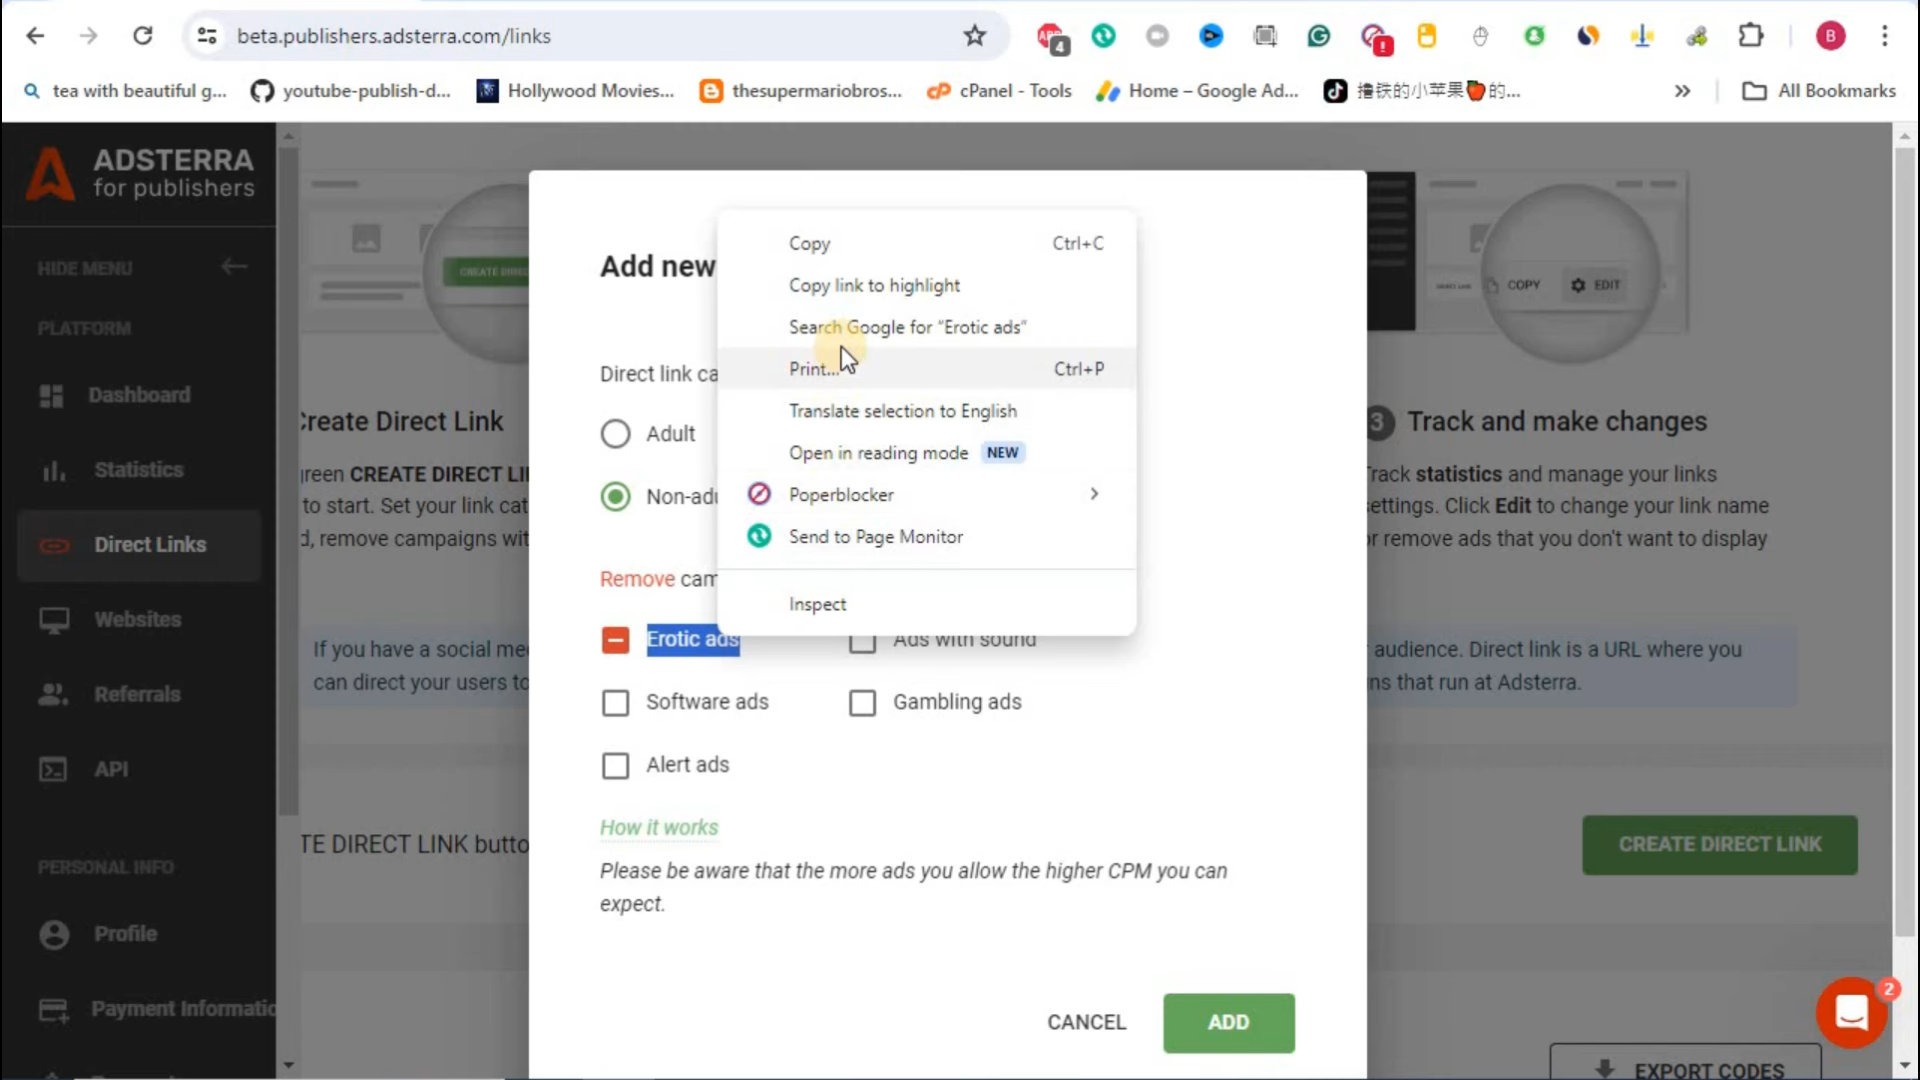 beta.publishers.adsterra.com/links
4
!
B
tea with beautiful g...
youtube-publish-d...
Hollywood Movies...
thesupermariobros...
cPanel - Tools
Home – Google Ad...
撸铁的小苹果🍎的...
»
All Bookmarks
ADSTERRA
for publishers
HIDE MENU
PLATFORM
Dashboard
Statistics
Direct Links
Websites
Referrals
API
PERSONAL INFO
Profile
Payment Informatio
Create Direct Link
green CREATE DIRECT LI
to start. Set your link cat
d, remove campaigns wit
If you have a social me
can direct your users to
TE DIRECT LINK butto
CREATE DIREC
Add new
Direct link ca
Adult
Non-adu
Remove cam
Erotic ads
Ads with sound
Software ads
Gambling ads
Alert ads
How it works
Please be aware that the more ads you allow the higher CPM you can
expect.
CANCEL
ADD
Copy Ctrl+C
Copy link to highlight
Search Google for “Erotic ads”
Print... Ctrl+P
Translate selection to English
Open in reading mode NEW
Poperblocker
Send to Page Monitor
Inspect
COPY
EDIT
3 Track and make changes
Track statistics and manage your links
settings. Click Edit to change your link name
or remove ads that you don't want to display
audience. Direct link is a URL where you
ns that run at Adsterra.
CREATE DIRECT LINK
2
EXPORT CODES